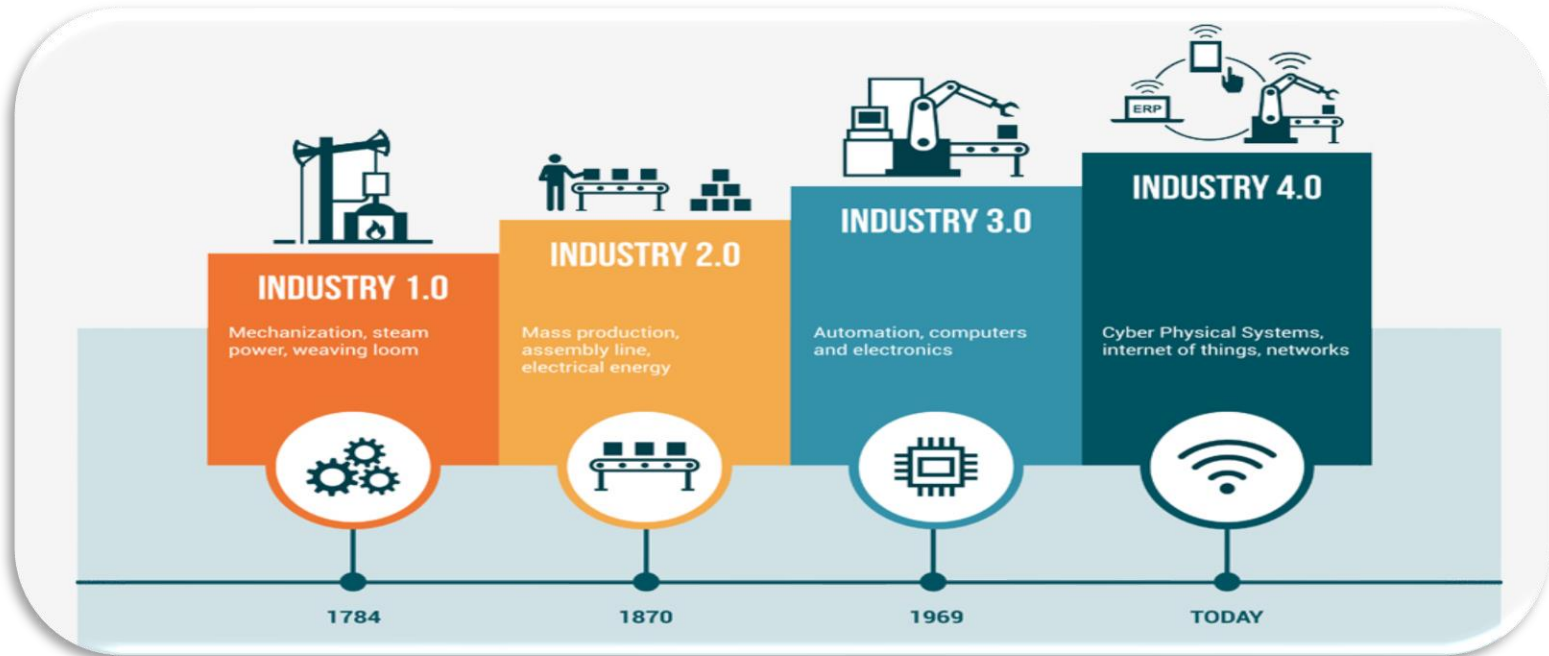 ERP
INDUSTRY 1.0
Mechanization, steam
power, weaving loom
INDUSTRY 2.0
Mass production,
assembly line,
electrical energy
INDUSTRY 3.0
Automation, computers
and electronics
INDUSTRY 4.0
Cyber Physical Systems,
internet of things, networks
1784
1870
1969
TODAY